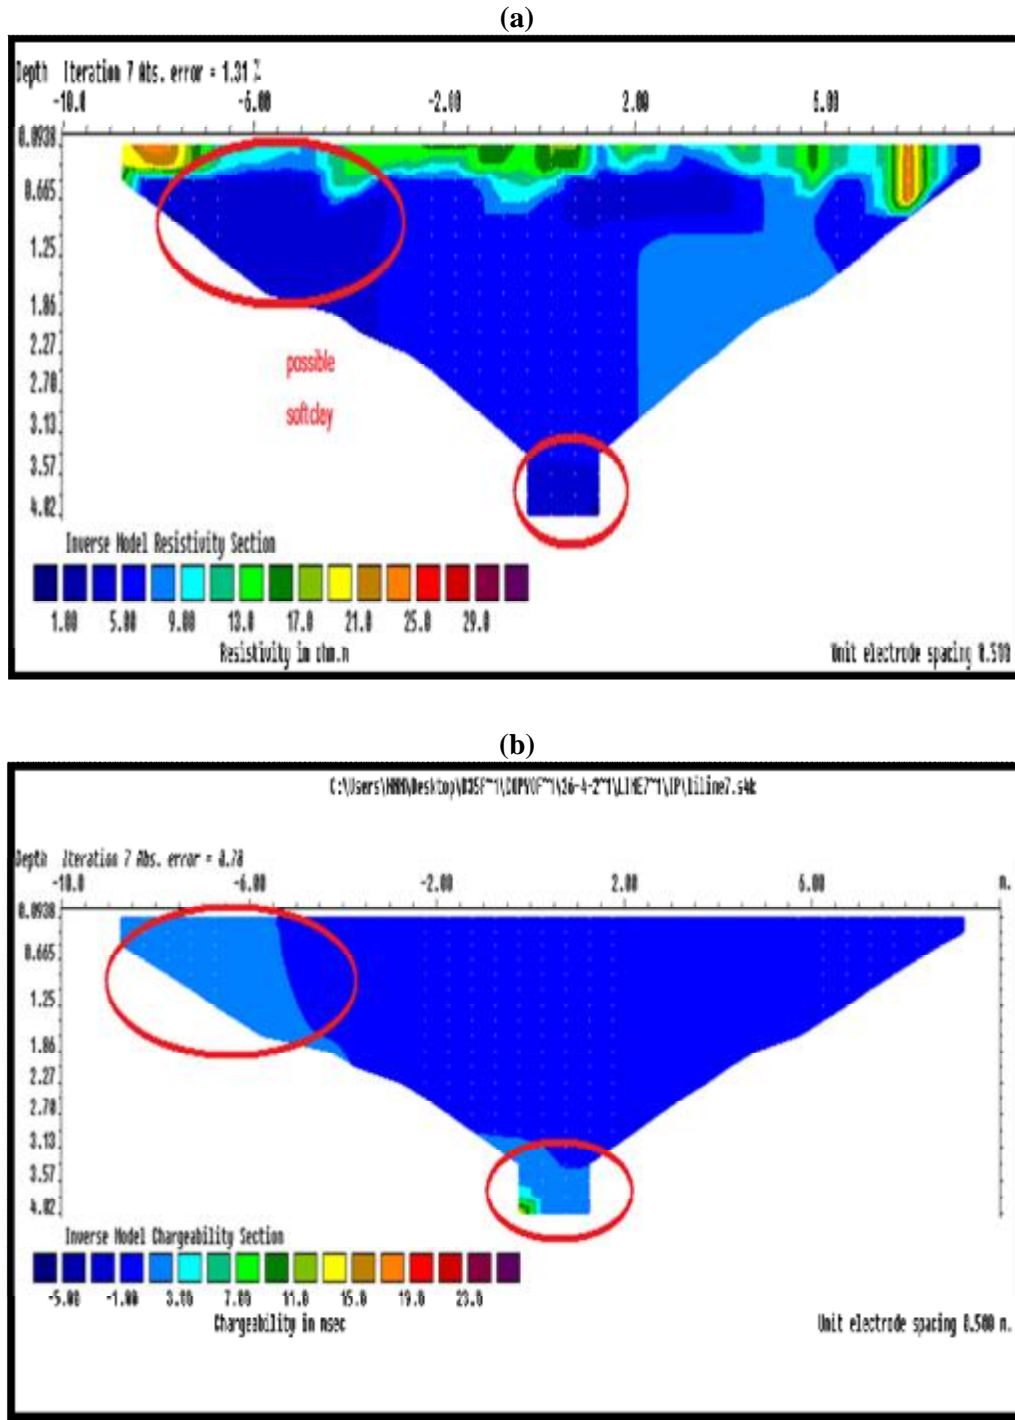 (a)
Depth Iteration 7 Abs. error = 1.31 %
-10.0 -6.00 -2.00 2.00 6.00
0.0938
0.665
1.25
1.86
2.27
2.70
3.13
3.57
4.02
possible
softclay
Inverse Model Resistivity Section
1.00 5.00 9.00 13.0 17.0 21.0 25.0 29.0
Resistivity in ohm.m
Unit electrode spacing 0.500
(b)
Depth Iteration 7 Abs. error = 0.70
-10.0 -6.00 -2.00 2.00 6.00 m.
0.0938
0.665
1.25
1.86
2.27
2.70
3.13
3.57
4.02
Inverse Model Chargeability Section
-5.00 -1.00 3.00 7.00 11.0 15.0 19.0 23.0
Chargeability in msec
Unit electrode spacing 0.500 m.